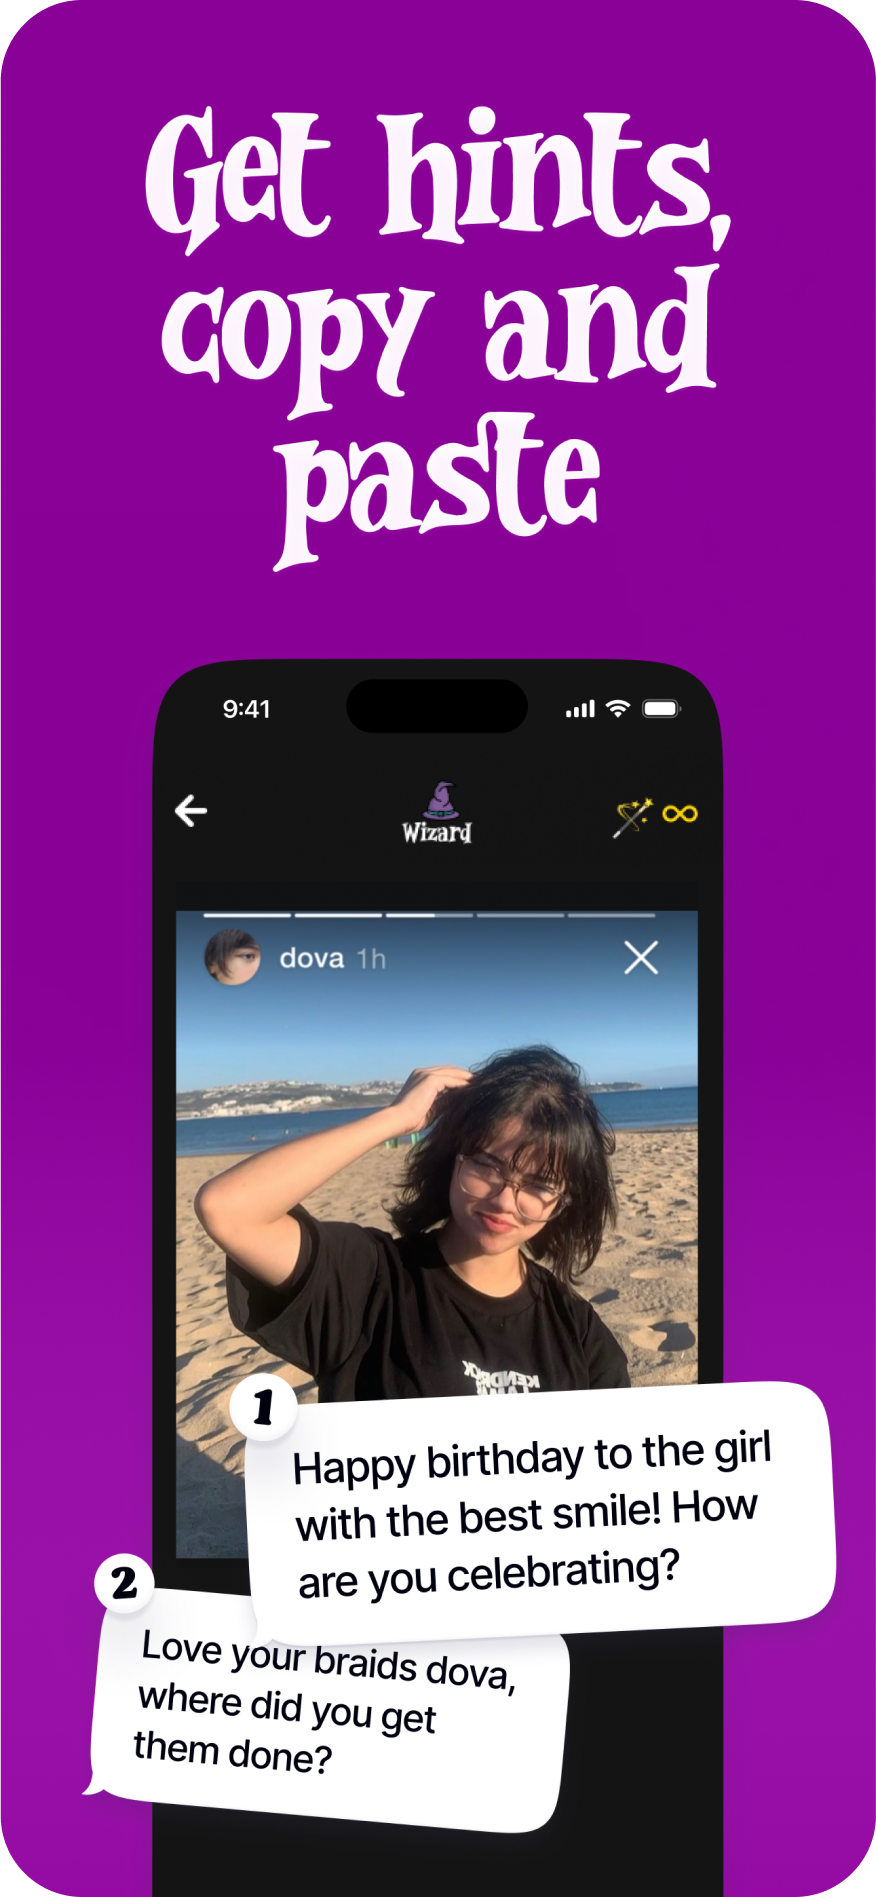 Get hints,
copy and
paste
9:41
Wizard
dova 1h
KENDRICK
1
Happy birthday to the girl
with the best smile! How
are you celebrating?
2
Love your braids dova,
where did you get
them done?